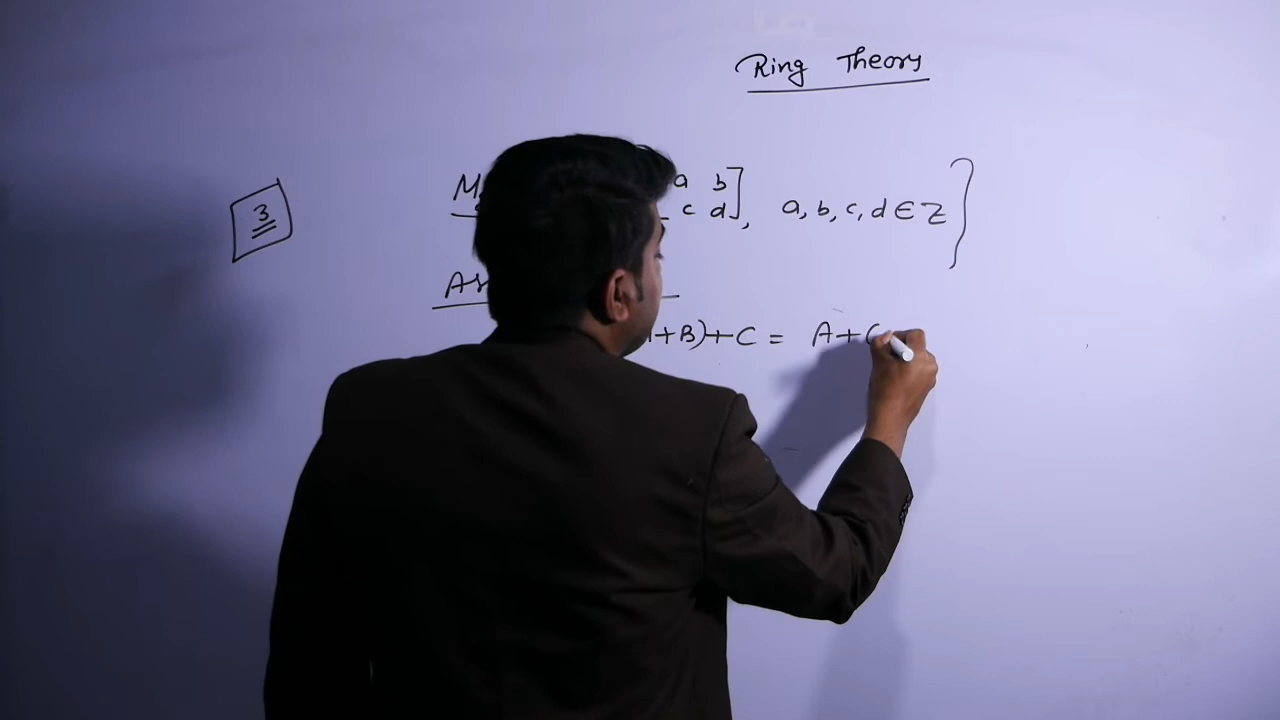 Ring Theory
3
a b
c d ], a, b, c, d ∈ Z }
+B)+C = A+(